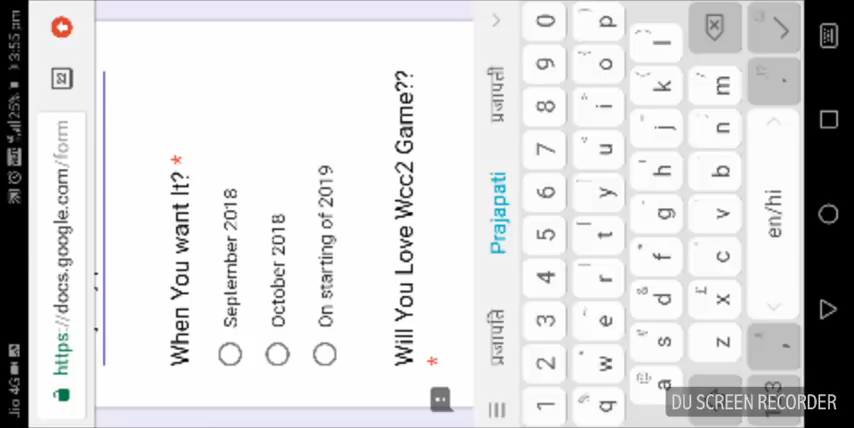 Jio 4G 25% 3:55 pm
https://docs.google.com/form
22
When You want It? *
September 2018
October 2018
On starting of 2019
Will You Love Wcc2 Game??
*
प्रजापति Prajapati प्रजापती
1 2 3 4 5 6 7 8 9 0
q w e r t y u i o p
a s d f g h j k l
z x c v b n m
, en/hi .
DU SCREEN RECORDER